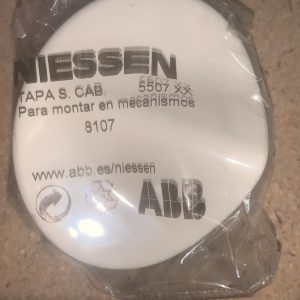 NIESSEN
TAPA S. CAB. 5507 XX
Para montar en mecanismos
8107
www.abb.es/niessen
ABB